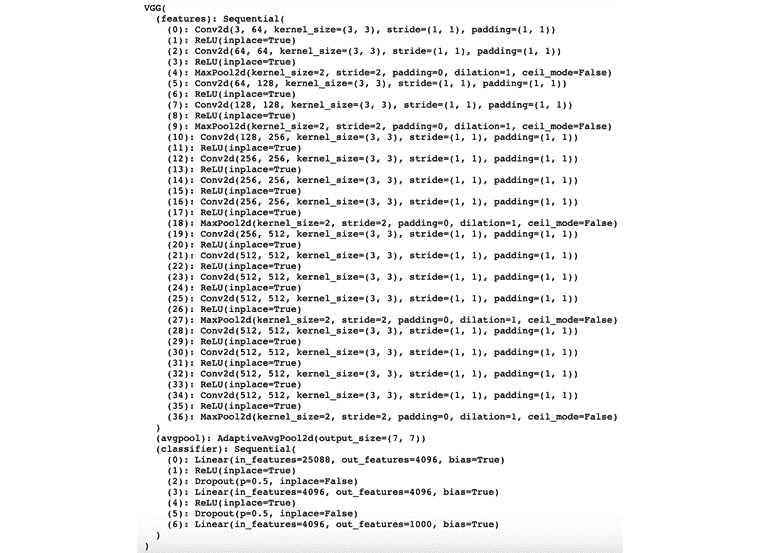 VGG(
(features): Sequential(
(0): Conv2d(3, 64, kernel_size=(3, 3), stride=(1, 1), padding=(1, 1))
(1): ReLU(inplace=True)
(2): Conv2d(64, 64, kernel_size=(3, 3), stride=(1, 1), padding=(1, 1))
(3): ReLU(inplace=True)
(4): MaxPool2d(kernel_size=2, stride=2, padding=0, dilation=1, ceil_mode=False)
(5): Conv2d(64, 128, kernel_size=(3, 3), stride=(1, 1), padding=(1, 1))
(6): ReLU(inplace=True)
(7): Conv2d(128, 128, kernel_size=(3, 3), stride=(1, 1), padding=(1, 1))
(8): ReLU(inplace=True)
(9): MaxPool2d(kernel_size=2, stride=2, padding=0, dilation=1, ceil_mode=False)
(10): Conv2d(128, 256, kernel_size=(3, 3), stride=(1, 1), padding=(1, 1))
(11): ReLU(inplace=True)
(12): Conv2d(256, 256, kernel_size=(3, 3), stride=(1, 1), padding=(1, 1))
(13): ReLU(inplace=True)
(14): Conv2d(256, 256, kernel_size=(3, 3), stride=(1, 1), padding=(1, 1))
(15): ReLU(inplace=True)
(16): Conv2d(256, 256, kernel_size=(3, 3), stride=(1, 1), padding=(1, 1))
(17): ReLU(inplace=True)
(18): MaxPool2d(kernel_size=2, stride=2, padding=0, dilation=1, ceil_mode=False)
(19): Conv2d(256, 512, kernel_size=(3, 3), stride=(1, 1), padding=(1, 1))
(20): ReLU(inplace=True)
(21): Conv2d(512, 512, kernel_size=(3, 3), stride=(1, 1), padding=(1, 1))
(22): ReLU(inplace=True)
(23): Conv2d(512, 512, kernel_size=(3, 3), stride=(1, 1), padding=(1, 1))
(24): ReLU(inplace=True)
(25): Conv2d(512, 512, kernel_size=(3, 3), stride=(1, 1), padding=(1, 1))
(26): ReLU(inplace=True)
(27): MaxPool2d(kernel_size=2, stride=2, padding=0, dilation=1, ceil_mode=False)
(28): Conv2d(512, 512, kernel_size=(3, 3), stride=(1, 1), padding=(1, 1))
(29): ReLU(inplace=True)
(30): Conv2d(512, 512, kernel_size=(3, 3), stride=(1, 1), padding=(1, 1))
(31): ReLU(inplace=True)
(32): Conv2d(512, 512, kernel_size=(3, 3), stride=(1, 1), padding=(1, 1))
(33): ReLU(inplace=True)
(34): Conv2d(512, 512, kernel_size=(3, 3), stride=(1, 1), padding=(1, 1))
(35): ReLU(inplace=True)
(36): MaxPool2d(kernel_size=2, stride=2, padding=0, dilation=1, ceil_mode=False)
)
(avgpool): AdaptiveAvgPool2d(output_size=(7, 7))
(classifier): Sequential(
(0): Linear(in_features=25088, out_features=4096, bias=True)
(1): ReLU(inplace=True)
(2): Dropout(p=0.5, inplace=False)
(3): Linear(in_features=4096, out_features=4096, bias=True)
(4): ReLU(inplace=True)
(5): Dropout(p=0.5, inplace=False)
(6): Linear(in_features=4096, out_features=1000, bias=True)
)
)